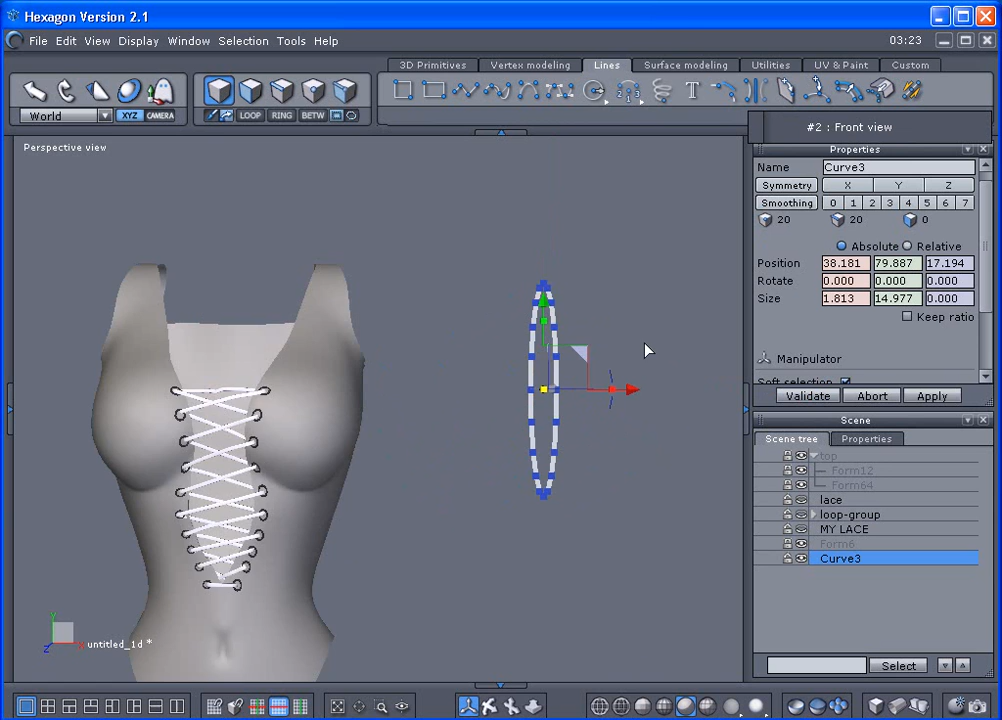 Hexagon Version 2.1
File Edit View Display Window Selection Tools Help
03:23
3D Primitives Vertex modeling Lines Surface modeling Utilities UV & Paint Custom
World XYZ CAMERA LOOP RING BETW
#2 : Front view
Perspective view
Properties
Name Curve3
Symmetry X Y Z
Smoothing 0 1 2 3 4 5 6 7
20 20 0
Absolute Relative
Position 38.181 79.887 17.194
Rotate 0.000 0.000 0.000
Size 1.813 14.977 0.000
Keep ratio
Manipulator
Soft selection
Validate Abort Apply
Scene
Scene tree Properties
top
Form12
Form64
lace
loop-group
MY LACE
Form6
Curve3
Y
X
Z
untitled_1d *
Select